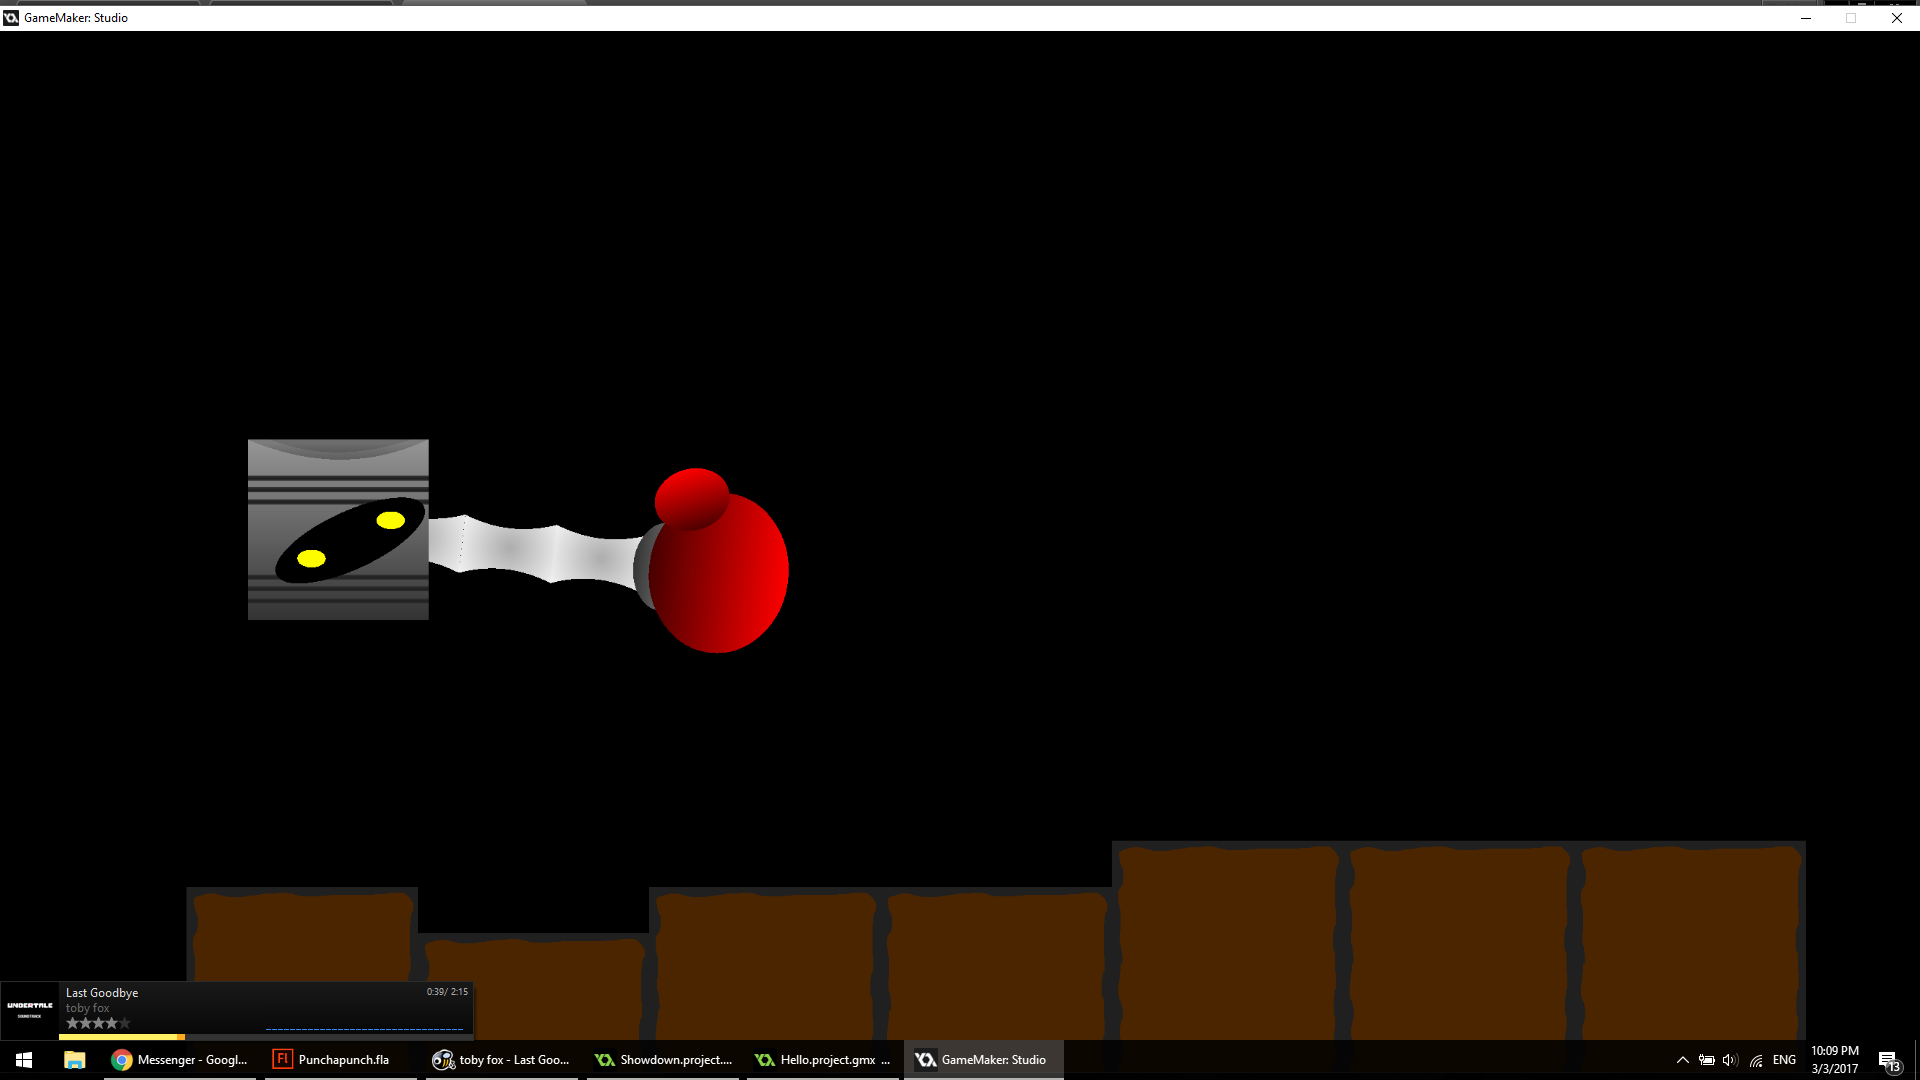 GameMaker: Studio
UNDERTALE
SOUNDTRACK
Last Goodbye
0:39/ 2:15
toby fox
Messenger - Googl...
Punchapunch.fla
toby fox - Last Goo...
Showdown.project....
Hello.project.gmx ...
GameMaker: Studio
ENG
10:09 PM
3/3/2017
13
Fl